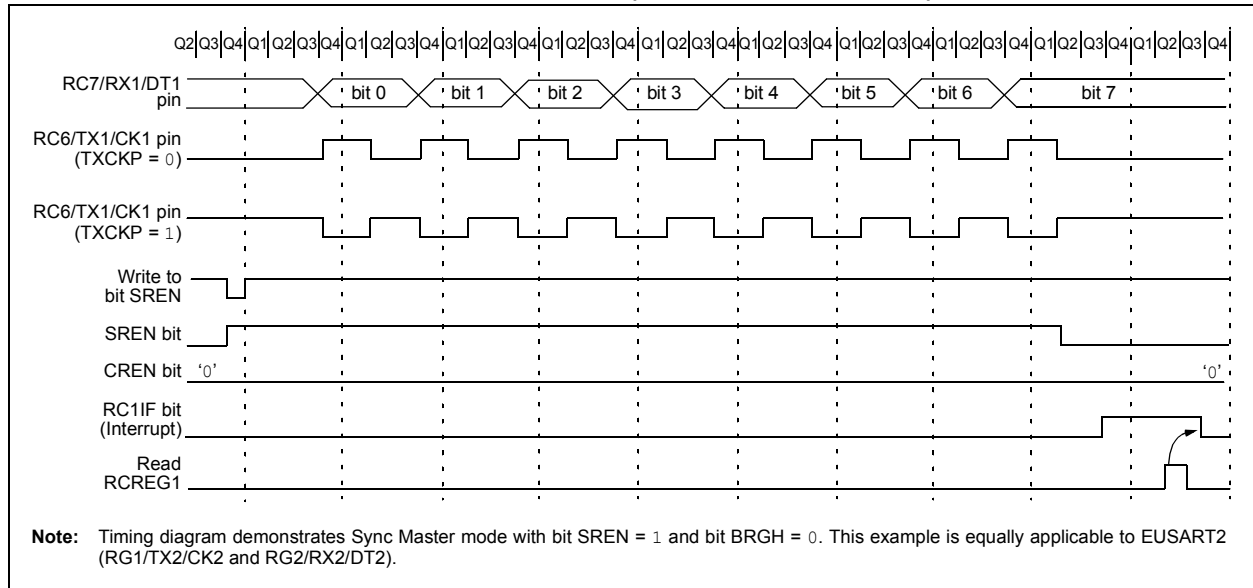 Q2 Q3 Q4 Q1 Q2 Q3 Q4 Q1 Q2 Q3 Q4 Q1 Q2 Q3 Q4 Q1 Q2 Q3 Q4 Q1 Q2 Q3 Q4 Q1 Q2 Q3 Q4 Q1 Q2 Q3 Q4 Q1 Q2 Q3 Q4 Q1 Q2 Q3 Q4 Q1 Q2 Q3 Q4
RC7/RX1/DT1
pin
bit 0 bit 1 bit 2 bit 3 bit 4 bit 5 bit 6 bit 7
RC6/TX1/CK1 pin
(TXCKP = 0)
RC6/TX1/CK1 pin
(TXCKP = 1)
Write to
bit SREN
SREN bit
CREN bit ‘0’ ‘0’
RC1IF bit
(Interrupt)
Read
RCREG1
Note: Timing diagram demonstrates Sync Master mode with bit SREN = 1 and bit BRGH = 0. This example is equally applicable to EUSART2
(RG1/TX2/CK2 and RG2/RX2/DT2).